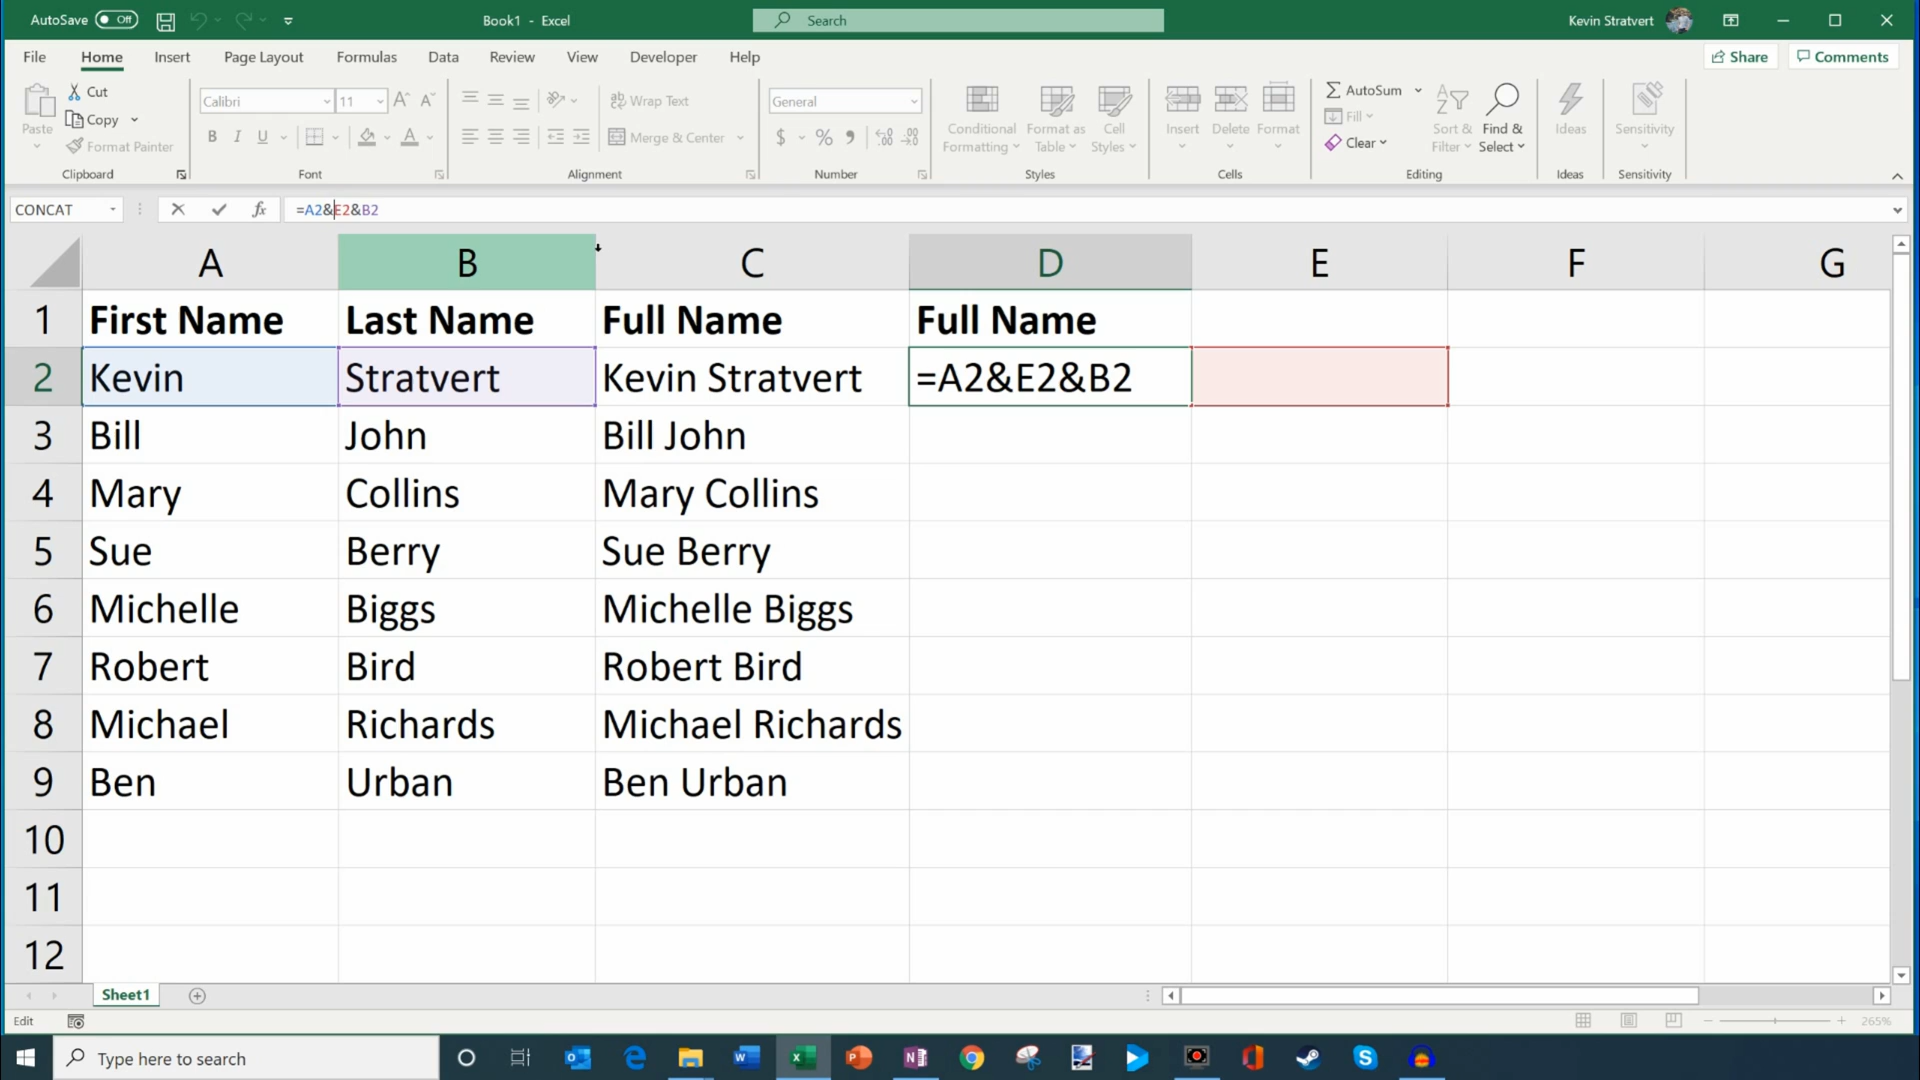 AutoSave Off Book1 - Excel Search Kevin Stratvert
File Home Insert Page Layout Formulas Data Review View Developer Help Share Comments
Paste Cut Copy Format Painter
Calibri 11 B I U
Wrap Text Merge & Center
General $ % 9
Conditional Formatting Format as Table Cell Styles
Insert Delete Format
AutoSum Fill Clear Sort & Filter Find & Select
Ideas Sensitivity
Clipboard Font Alignment Number Styles Cells Editing Ideas Sensitivity
CONCAT fx =A2&E2&B2
A B C D E F G
1 First Name Last Name Full Name Full Name
2 Kevin Stratvert Kevin Stratvert =A2&E2&B2
3 Bill John Bill John
4 Mary Collins Mary Collins
5 Sue Berry Sue Berry
6 Michelle Biggs Michelle Biggs
7 Robert Bird Robert Bird
8 Michael Richards Michael Richards
9 Ben Urban Ben Urban
10
11
12
Sheet1
Edit 265%
Type here to search